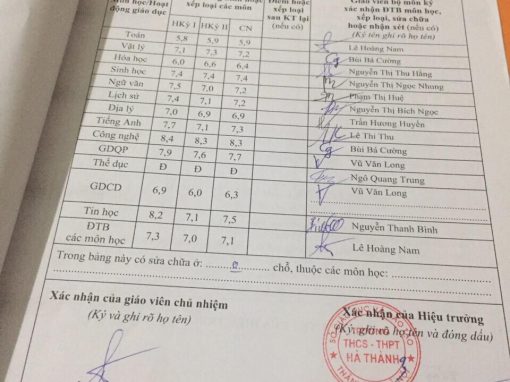 Môn học/Hoạt động giáo dục
xếp loại các môn
HKỳ I HKỳ II CN
Điểm hoặc xếp loại sau KT lại (nếu có)
Giáo viên bộ môn ký xác nhận ĐTB môn học, xếp loại, sửa chữa hoặc nhận xét (nếu có)
(Ký tên ghi rõ họ tên)
Toán 5,8 5,9 5,9 Lê Hoàng Nam
Vật lý 7,1 7,3 7,2 Bùi Bá Cường
Hóa học 6,0 6,6 6,4 Nguyễn Thị Thu Hằng
Sinh học 7,4 7,4 7,4 Nguyễn Thị Ngọc Nhung
Ngữ văn 7,5 7,0 7,2 Phạm Thị Huệ
Lịch sử 7,4 7,1 7,2 Nguyễn Thị Bích Ngọc
Địa lý 7,0 6,9 6,9 Trần Hương Huyền
Tiếng Anh 7,7 7,1 7,3 Lê Thi Thu
Công nghệ 8,4 8,3 8,3 Bùi Bá Cường
GDQP 7,9 7,6 7,7 Vũ Văn Long
Thể dục Đ Đ Đ Ngô Quang Trung
GDCD 6,9 6,0 6,3 Vũ Văn Long
Tin học 8,2 7,1 7,5 Nguyễn Thanh Bình
ĐTB các môn học 7,3 7,0 7,1 Lê Hoàng Nam
Trong bảng này có sửa chữa ở: 0 chỗ, thuộc các môn học:
Xác nhận của giáo viên chủ nhiệm
(Ký và ghi rõ họ tên)
Xác nhận của Hiệu trưởng
(Ký, ghi rõ họ tên và đóng dấu)
THCS - THPT
HÀ THÀNH